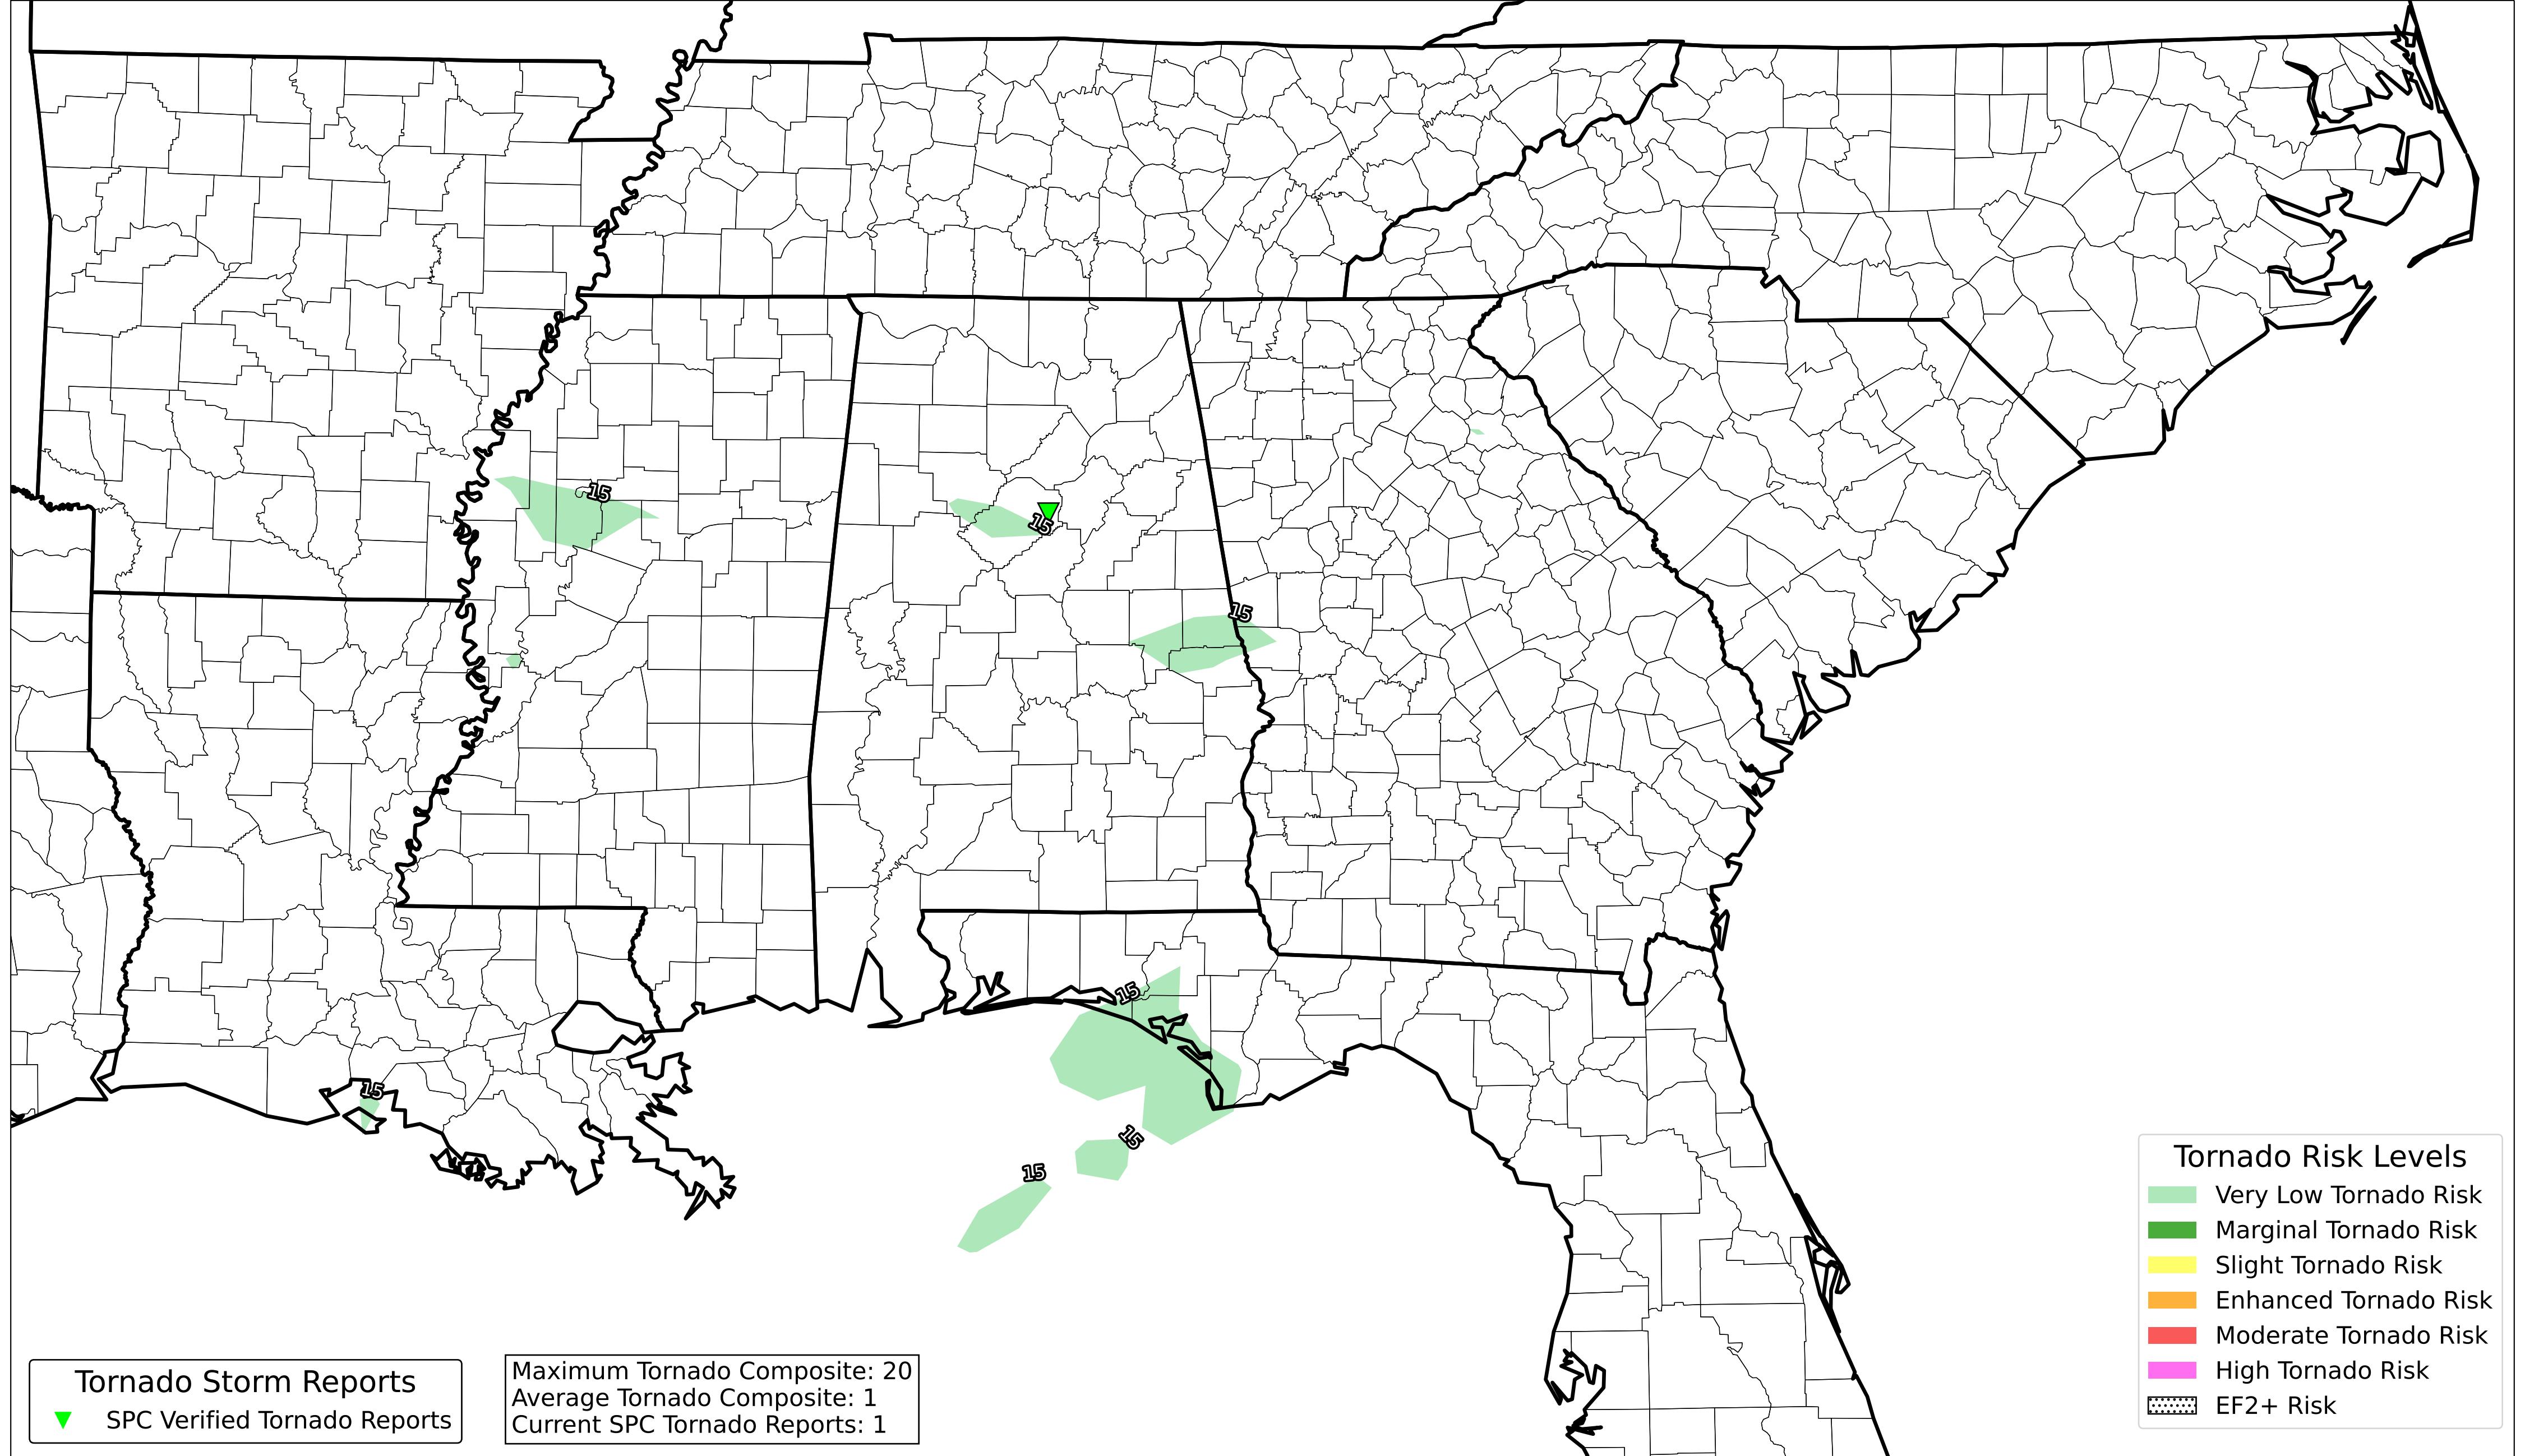 15
15
15
15
15
15
15
Tornado Storm Reports
SPC Verified Tornado Reports
Maximum Tornado Composite: 20
Average Tornado Composite: 1
Current SPC Tornado Reports: 1
Tornado Risk Levels
Very Low Tornado Risk
Marginal Tornado Risk
Slight Tornado Risk
Enhanced Tornado Risk
Moderate Tornado Risk
High Tornado Risk
EF2+ Risk